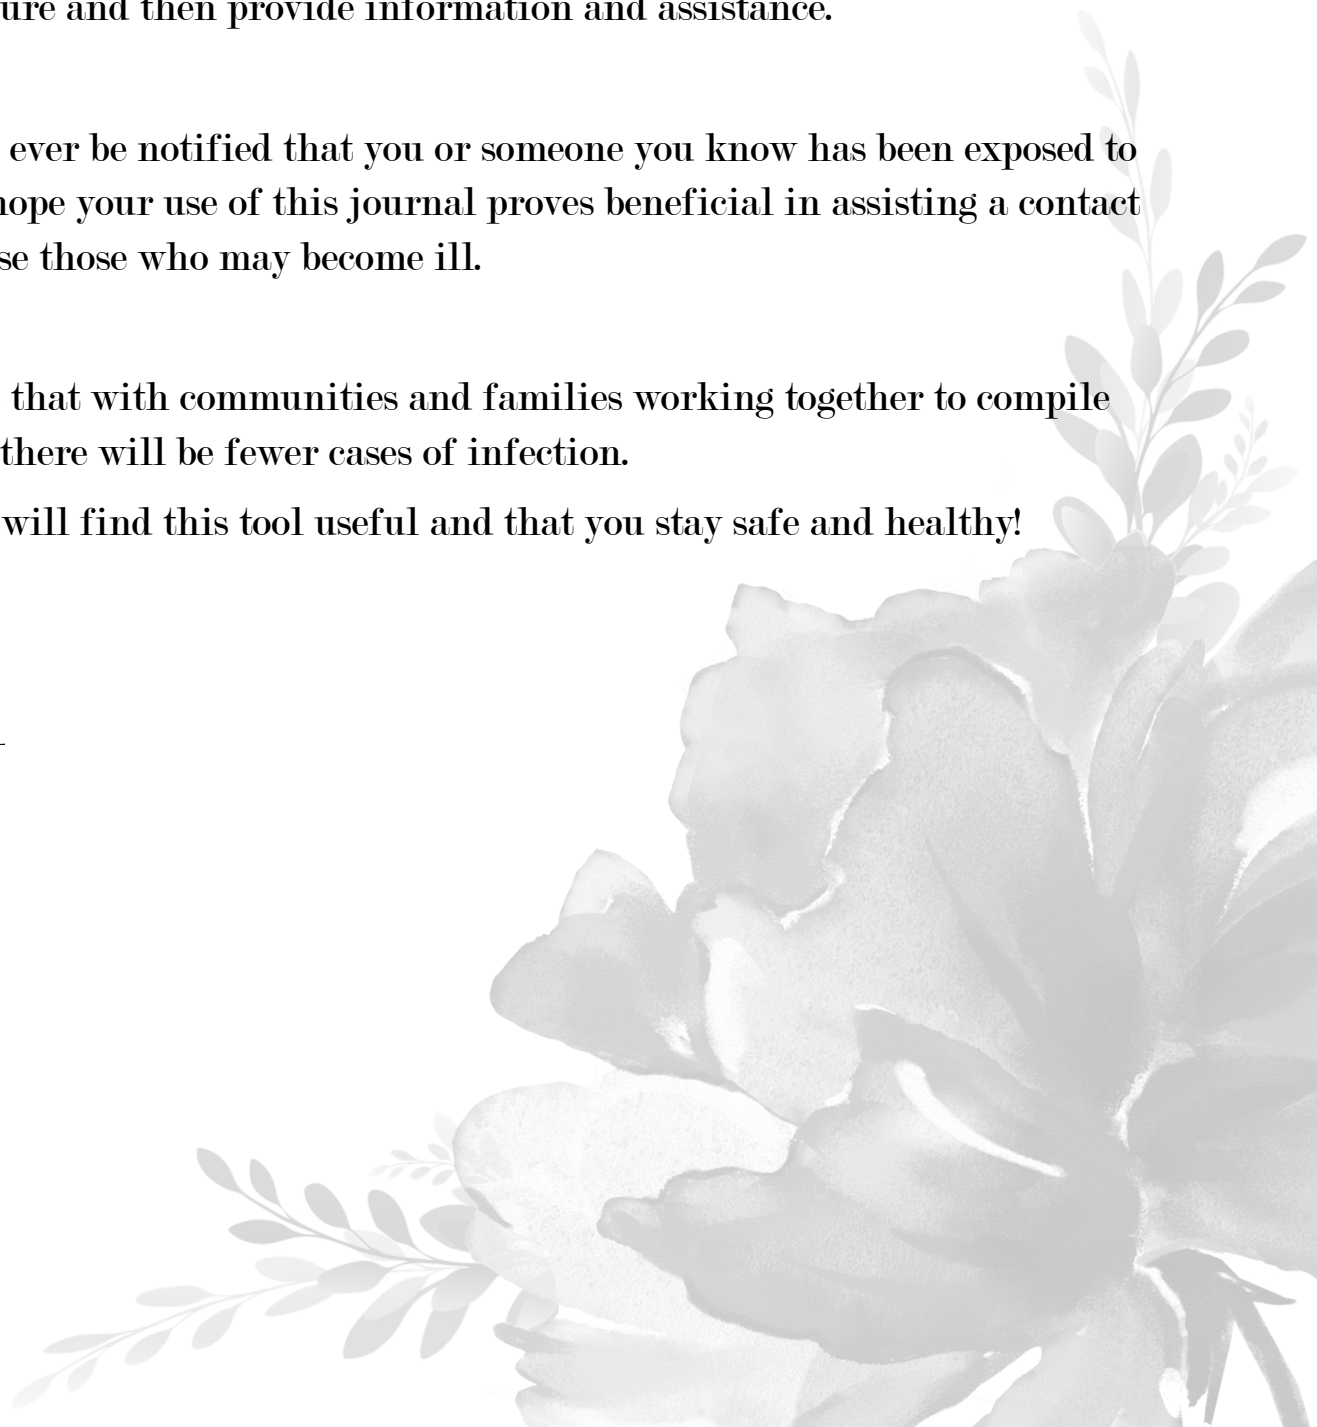 and then provide information and assistance.
ever be notified that you or someone you know has been exposed to
your use of this journal proves beneficial in assisting a contact
those who may become ill.
that with communities and families working together to compile
there will be fewer cases of infection.
will find this tool useful and that you stay safe and healthy!